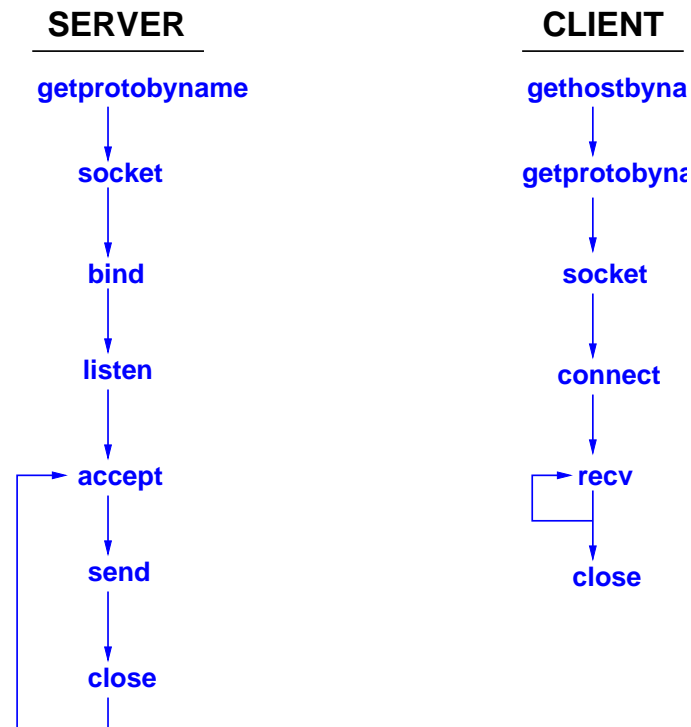 SERVER
getprotobyname
socket
bind
listen
accept
send
close
CLIENT
gethostbyna
getprotobyna
socket
connect
recv
close